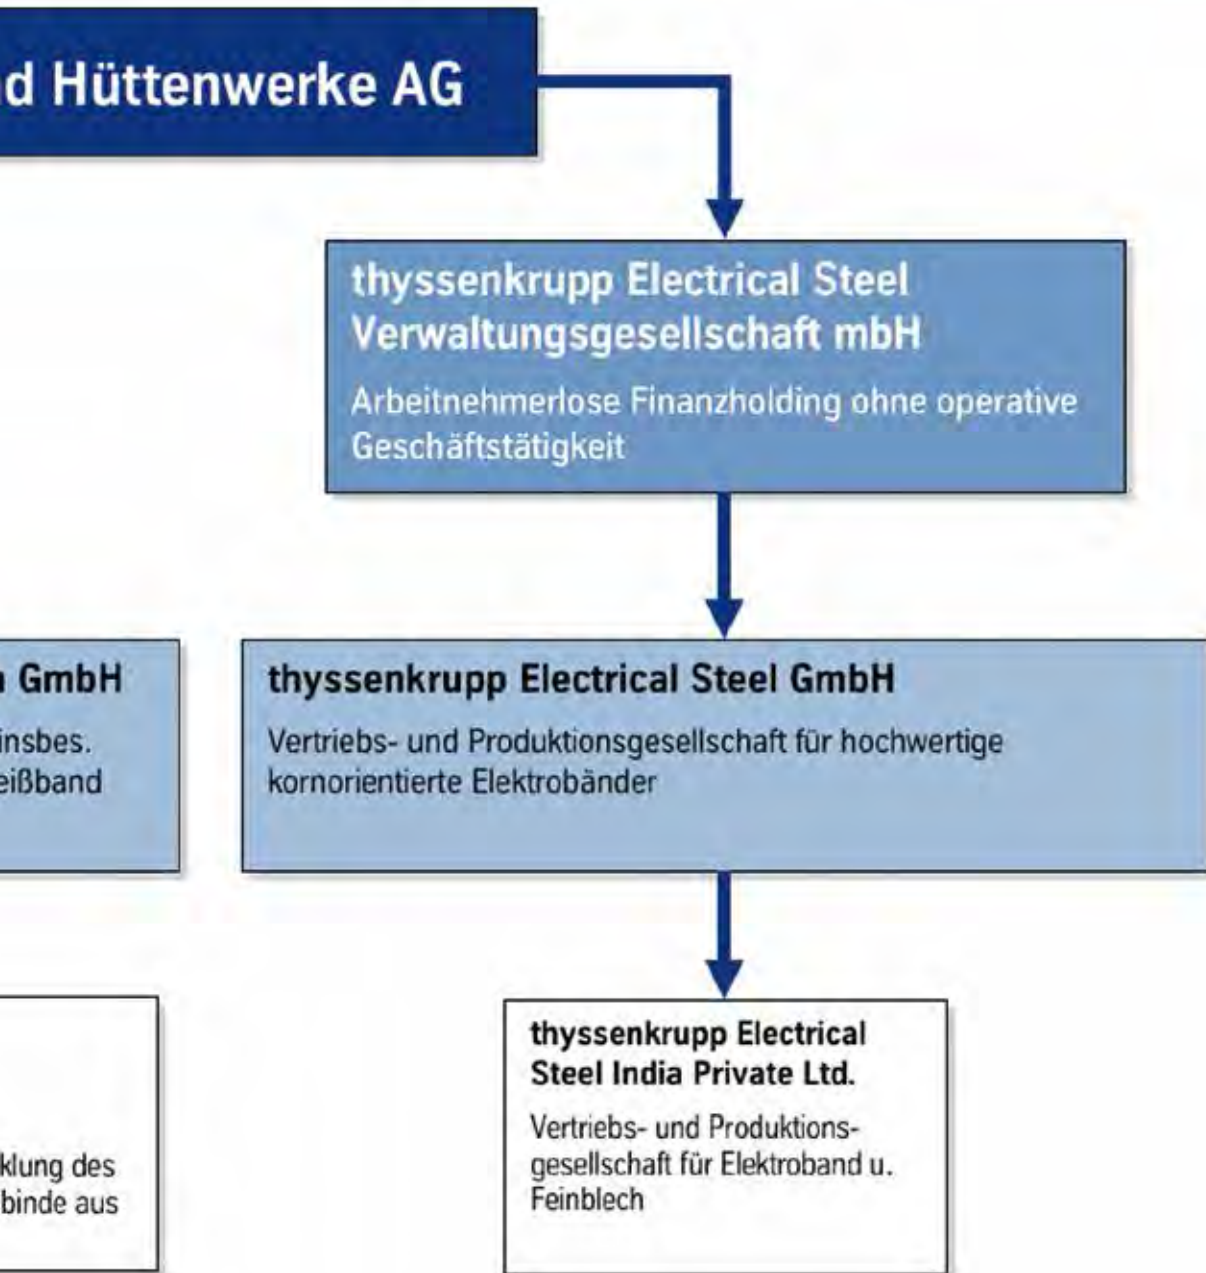 d Hüttenwerke AG
thyssenkrupp Electrical Steel
Verwaltungsgesellschaft mbH
Arbeitnehmerlose Finanzholding ohne operative
Geschäftstätigkeit
GmbH
insbes.
eißband
thyssenkrupp Electrical Steel GmbH
Vertriebs- und Produktionsgesellschaft für hochwertige
kornorientierte Elektrobänder
klung des
binde aus
thyssenkrupp Electrical
Steel India Private Ltd.
Vertriebs- und Produktions-
gesellschaft für Elektroband u.
Feinblech